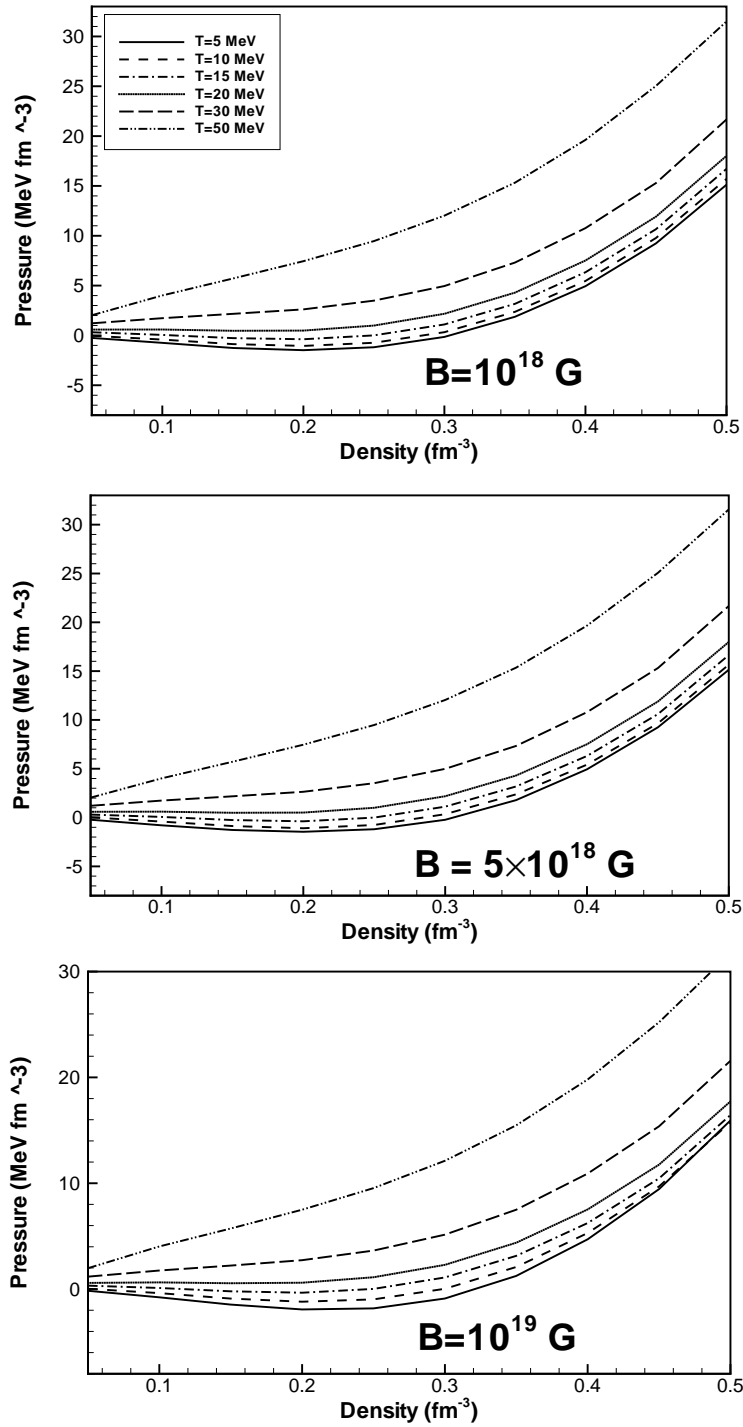 30
25
20
15
10
5
0
-5
Pressure (MeV fm ^-3)
T=5 MeV
T=10 MeV
T=15 MeV
T=20 MeV
T=30 MeV
T=50 MeV
B=10^18 G
0.1 0.2 0.3 0.4 0.5
Density (fm^-3)
30
25
20
15
10
5
0
-5
Pressure (MeV fm ^-3)
B = 5×10^18 G
0.1 0.2 0.3 0.4 0.5
Density (fm^-3)
30
20
10
0
Pressure (MeV fm ^-3)
B=10^19 G
0.1 0.2 0.3 0.4 0.5
Density (fm^-3)